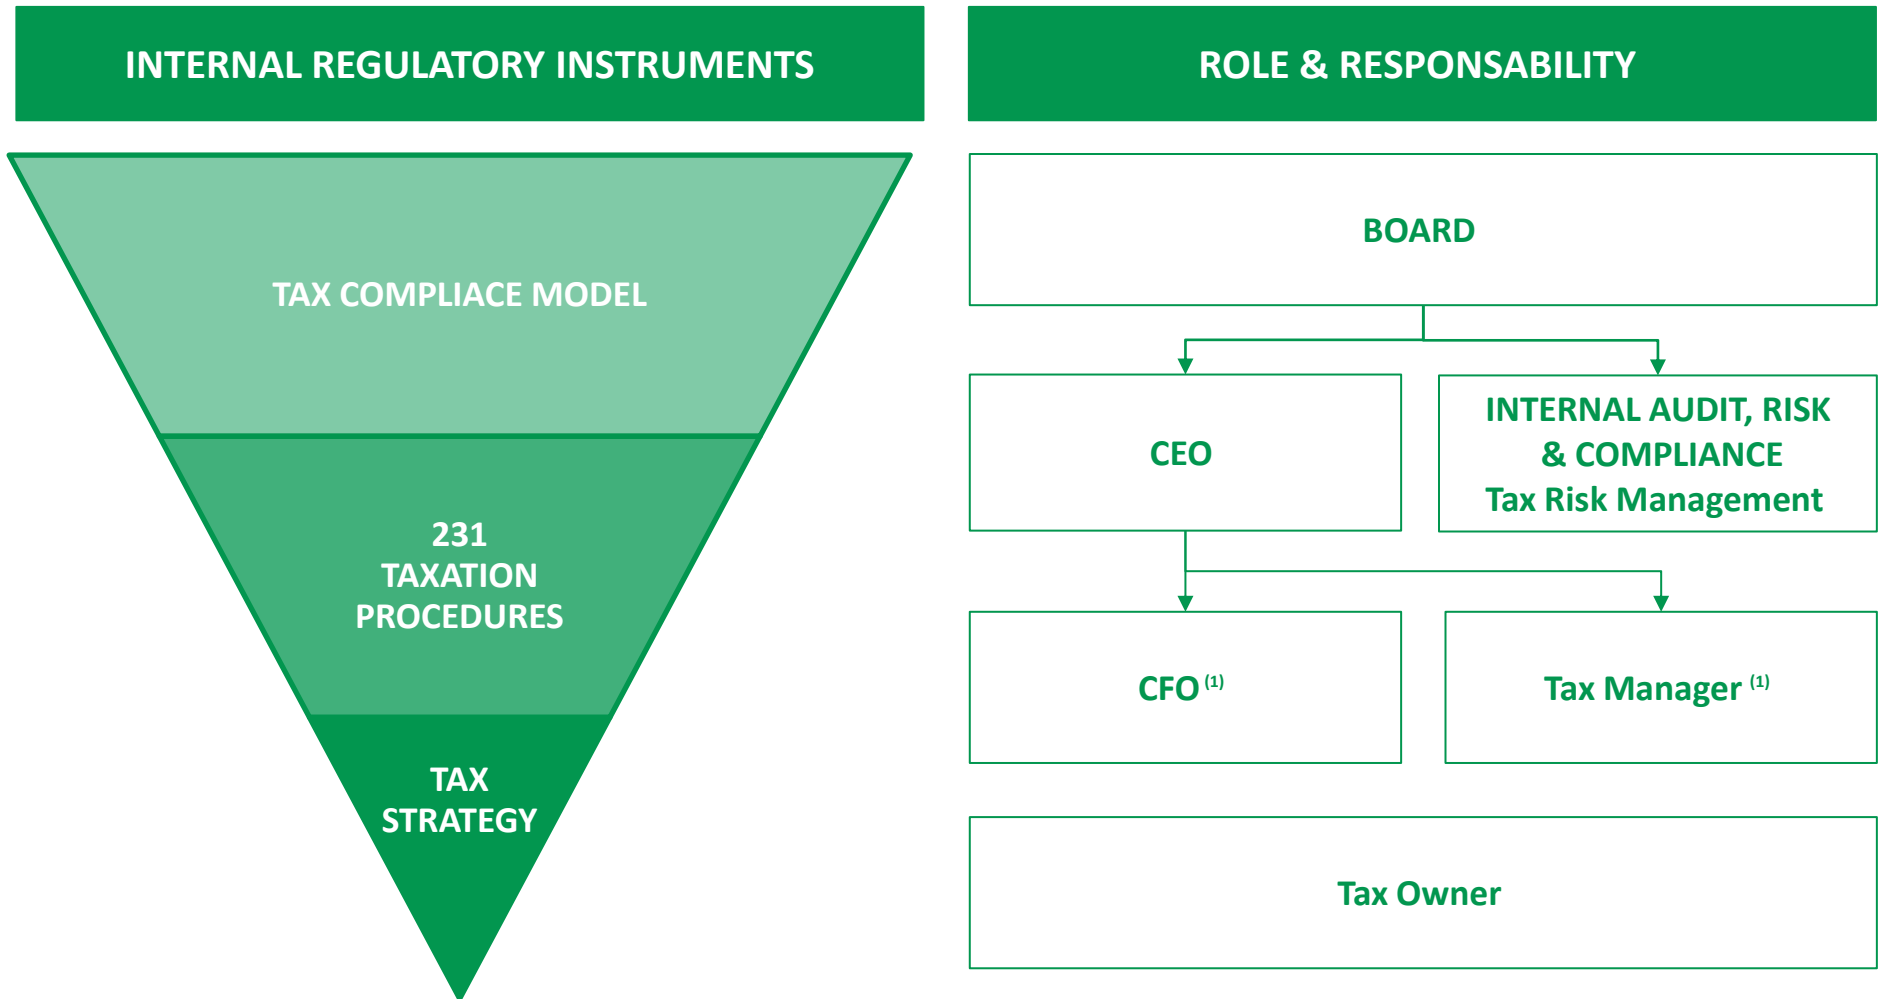 INTERNAL REGULATORY INSTRUMENTS
TAX COMPLIACE MODEL
231
TAXATION
PROCEDURES
TAX
STRATEGY
ROLE & RESPONSABILITY
BOARD
CEO
INTERNAL AUDIT, RISK
& COMPLIANCE
Tax Risk Management
CFO (1)
Tax Manager (1)
Tax Owner